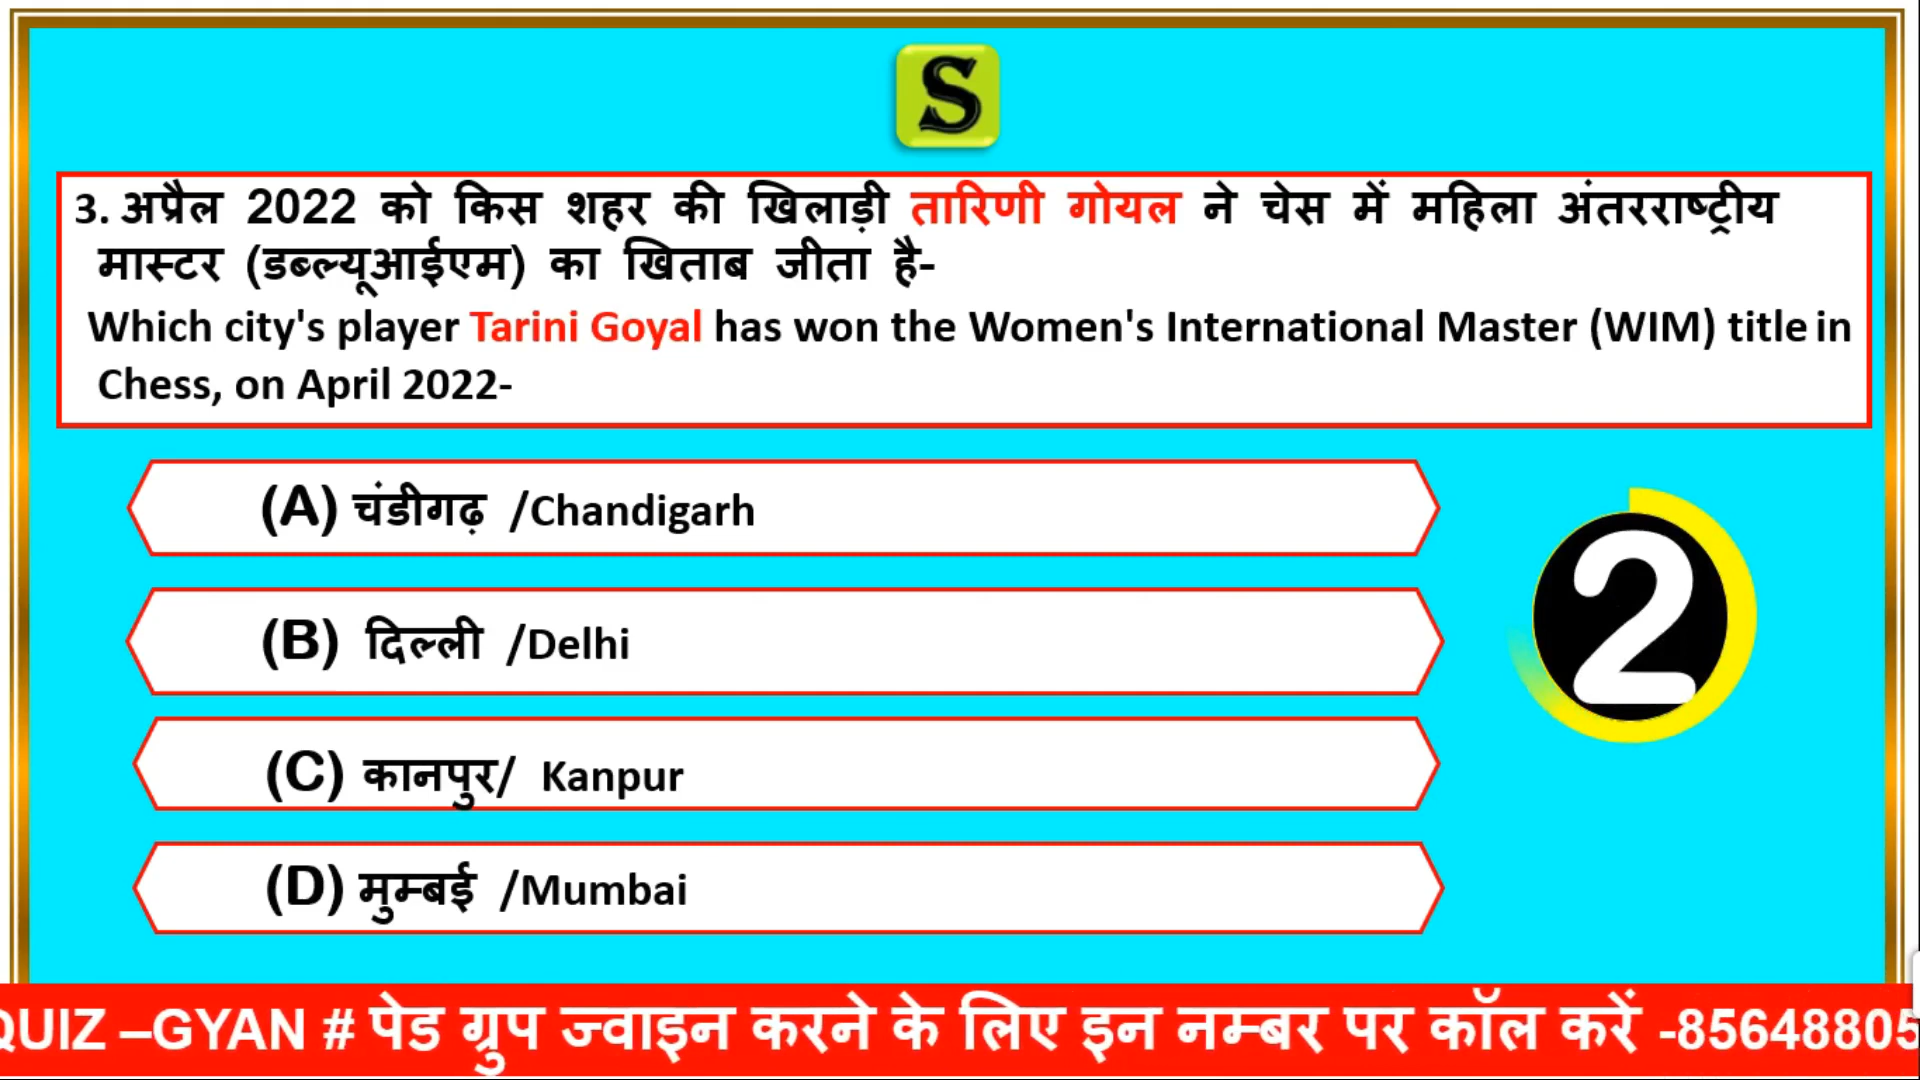 S
3. अप्रैल 2022 को किस शहर की खिलाड़ी तारिणी गोयल ने चेस में महिला अंतरराष्ट्रीय
मास्टर (डब्ल्यूआईएम) का खिताब जीता है-
Which city's player Tarini Goyal has won the Women's International Master (WIM) title in
Chess, on April 2022-
(A) चंडीगढ़ /Chandigarh
(B) दिल्ली /Delhi
2
(C) कानपुर/ Kanpur
(D) मुम्बई /Mumbai
QUIZ –GYAN # पेड ग्रुप ज्वाइन करने के लिए इन नम्बर पर कॉल करें -85648805